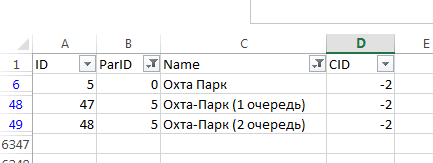 A B C D E
1 ID ParID Name CID
6 5 0 Охта Парк -2
48 47 5 Охта-Парк (1 очередь) -2
49 48 5 Охта-Парк (2 очередь) -2
6347